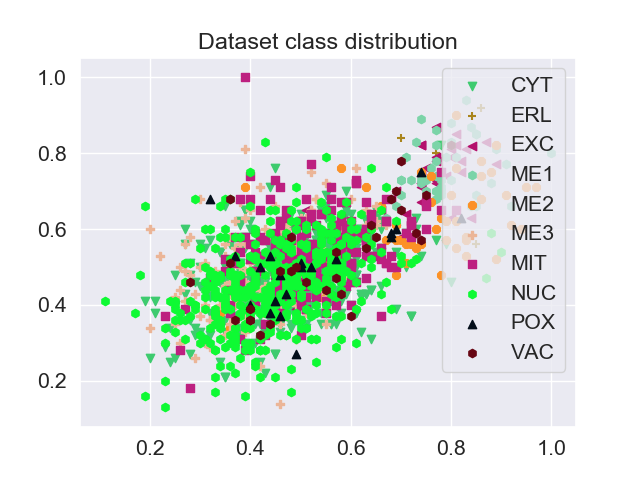 Dataset class distribution
1.0
0.8
0.6
0.4
0.2
0.2
0.4
0.6
0.8
1.0
CYT
ERL
EXC
ME1
ME2
ME3
MIT
NUC
POX
VAC